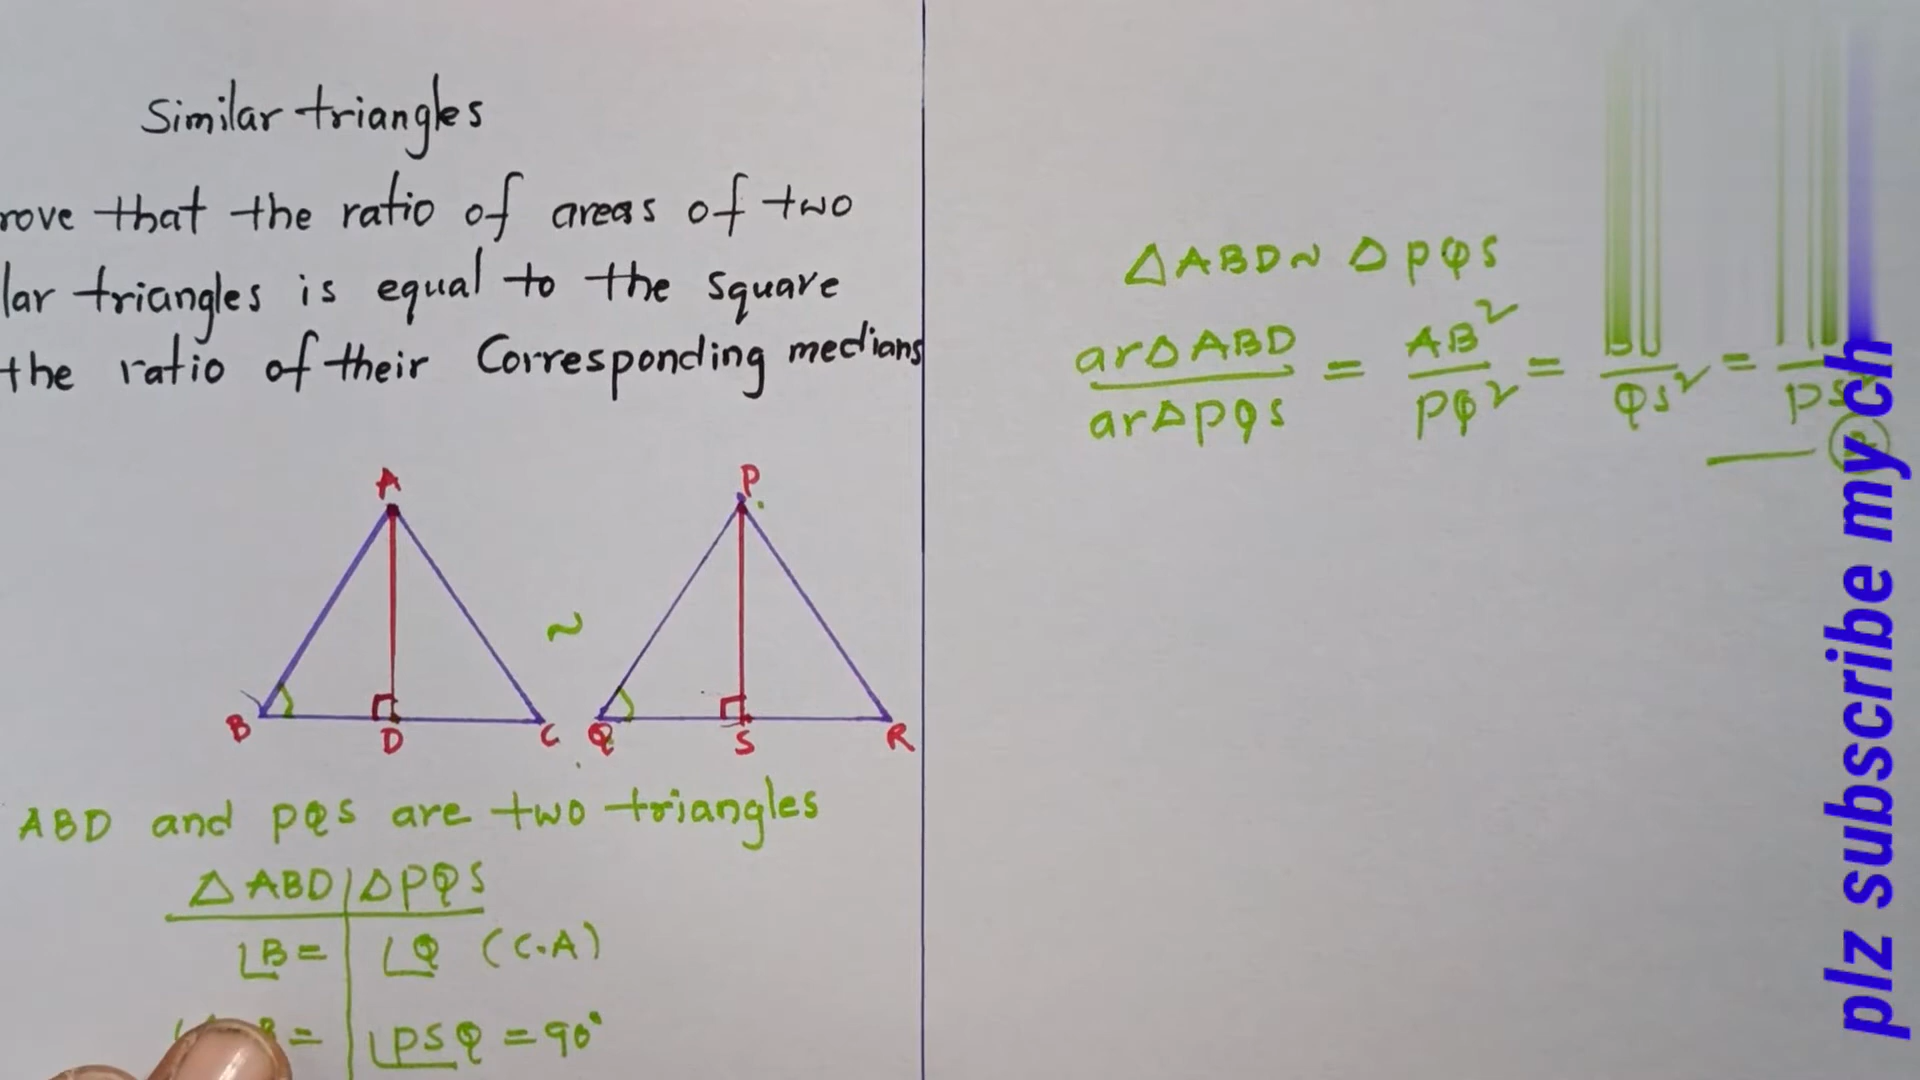 Similar triangles
rove that the ratio of areas of two
lar triangles is equal to the square
the ratio of their Corresponding medians
A
P
~
B
D
C
Q
S
R
ABD and PQS are two triangles
△ ABD | △ PQS
∠B = ∠Q (C.A)
= ∠PSQ = 90°
△ ABD ~ △ PQS
ar△ ABD / ar△ PQS = AB² / PQ² = / QS² = / PS
plz subscribe my ch